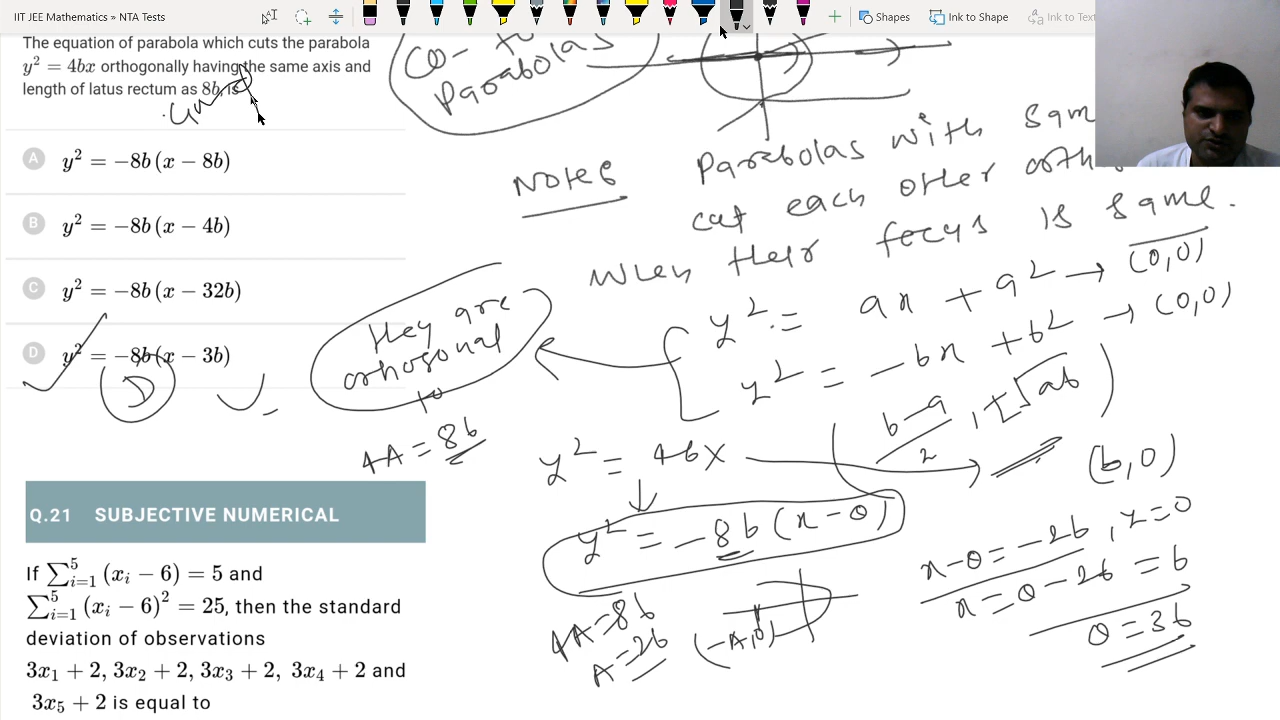 IIT JEE Mathematics » NTA Tests
Shapes
Ink to Shape
Ink to Text
The equation of parabola which cuts the parabola
y² = 4bx orthogonally having the same axis and
length of latus rectum as 8b, is
A y² = −8b (x − 8b)
B y² = −8b (x − 4b)
C y² = −8b (x − 32b)
D y² = −8b (x − 3b)
D
Q.21 SUBJECTIVE NUMERICAL
If ∑⁵ᵢ₌₁ (xᵢ − 6) = 5 and
∑⁵ᵢ₌₁ (xᵢ − 6)² = 25, then the standard
deviation of observations
3x₁ + 2, 3x₂ + 2, 3x₃ + 2, 3x₄ + 2 and
3x₅ + 2 is equal to
Parabolas
Notes Parabolas with
cut each other
when their focus is same.
y² = ax + a² → (0,0)
y² = −bx + b² → (0,0)
(b−a/2, ±√ab)
they are
orthogonal
4A = 8b
y² = 4bx → (b,0)
y² = −8b (x − θ)
4A = 8b
A = 2b
(−A,0)
x−θ = −2b, y=0
x = θ − 2b = b
θ = 3b